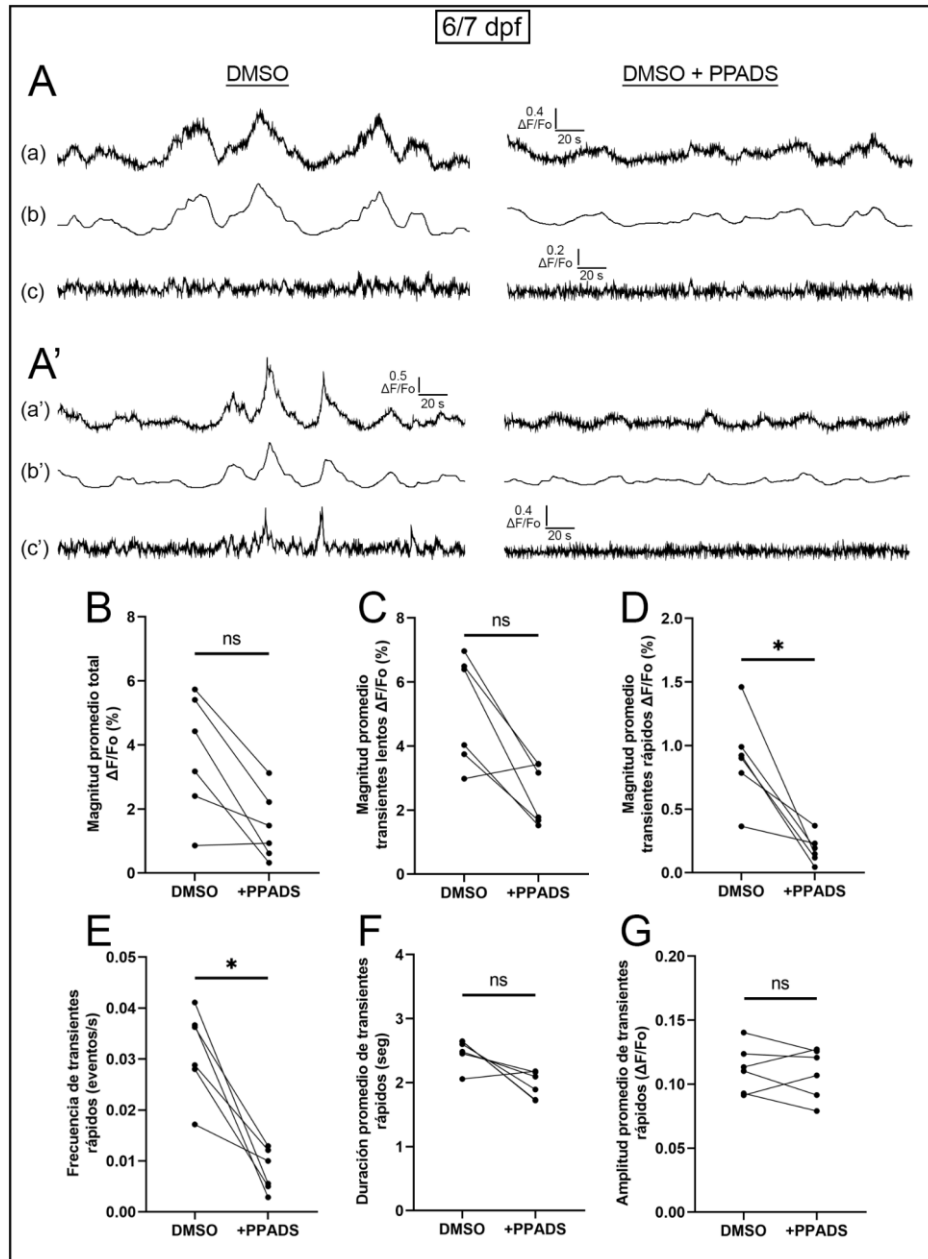 6/7 dpf
DMSO
DMSO + PPADS
A
(a)
0.4
ΔF/Fo
20 s
(b)
(c)
0.2
ΔF/Fo
20 s
A'
(a')
0.5
ΔF/Fo
20 s
(b')
(c')
0.4
ΔF/Fo
20 s
B
Magnitud promedio total
ΔF/Fo (%)
8
6
4
2
0
ns
DMSO
+PPADS
C
Magnitud promedio
transientes lentos ΔF/Fo (%)
8
6
4
2
0
ns
DMSO
+PPADS
D
Magnitud promedio
transientes rápidos ΔF/Fo (%)
2.0
1.5
1.0
0.5
0.0
*
DMSO
+PPADS
E
Frecuencia de transientes
rápidos (eventos/s)
0.05
0.04
0.03
0.02
0.01
0.00
*
DMSO
+PPADS
F
Duración promedio de transientes
rápidos (seg)
4
3
2
1
0
ns
DMSO
+PPADS
G
Amplitud promedio de transientes
rápidos (ΔF/Fo)
0.20
0.15
0.10
0.05
0.00
ns
DMSO
+PPADS